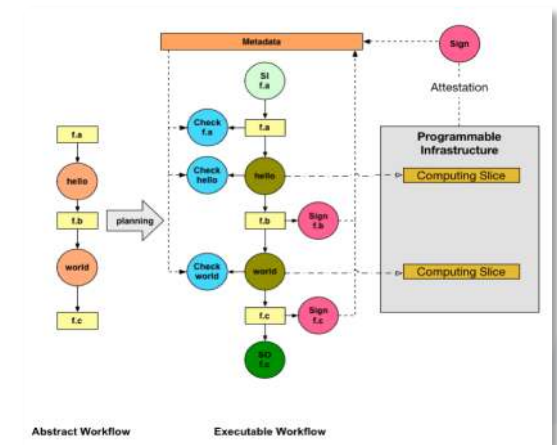 Metadata
Sign
SI
f.a
Attestation
Check
f.a
f.a
f.a
Programmable
Infrastructure
hello
Check
hello
hello
Computing Slice
f.b
planning
f.b
Sign
f.b
world
Check
world
world
Computing Slice
f.c
f.c
Sign
f.c
SO
f.c
Abstract Workflow
Executable Workflow